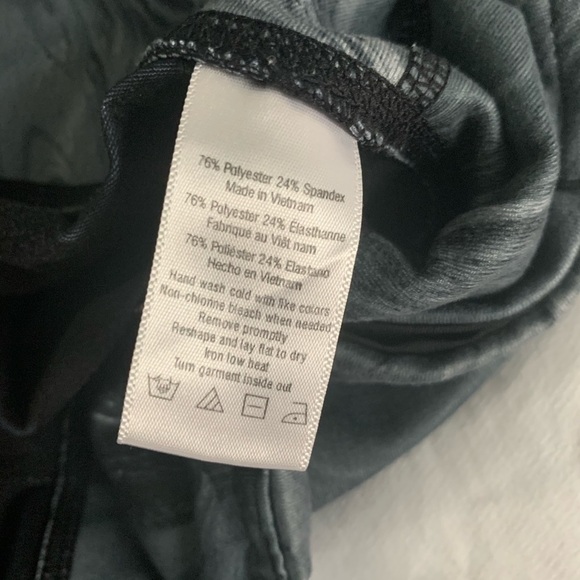 76% Polyester 24% Spandex
Made in Vietnam
76% Polyester 24% Elasthanne
Fabriqué au Viêt nam
76% Poliéster 24% Elastano
Hecho en Vietnam
Hand wash cold with like colors
Non-chlorine bleach when needed
Remove promptly
Reshape and lay flat to dry
Iron low heat
Turn garment inside out